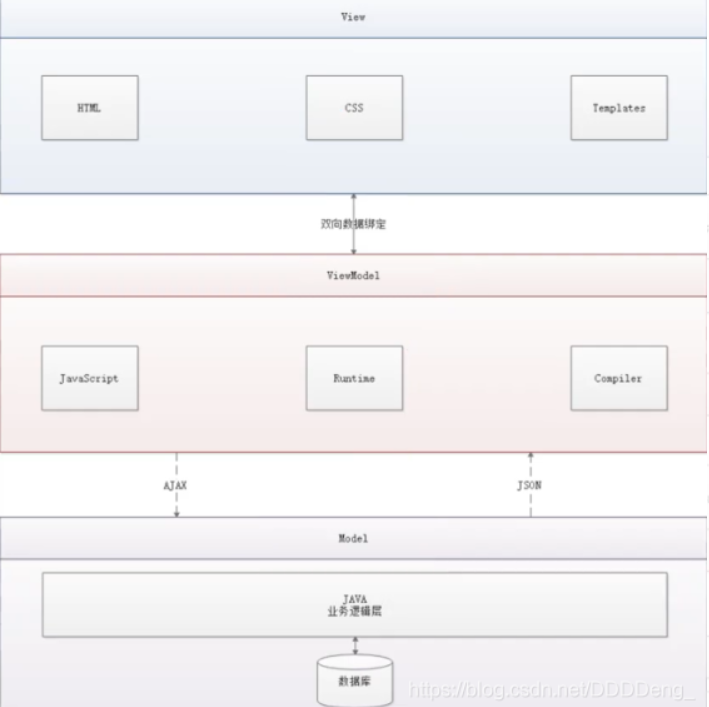 View
HTML
CSS
Templates
双向数据绑定
ViewModel
JavaScript
Runtime
Compiler
AJAX
JSON
Model
JAVA
业务逻辑层
数据库
https://blog.csdn.net/DDDDeng_